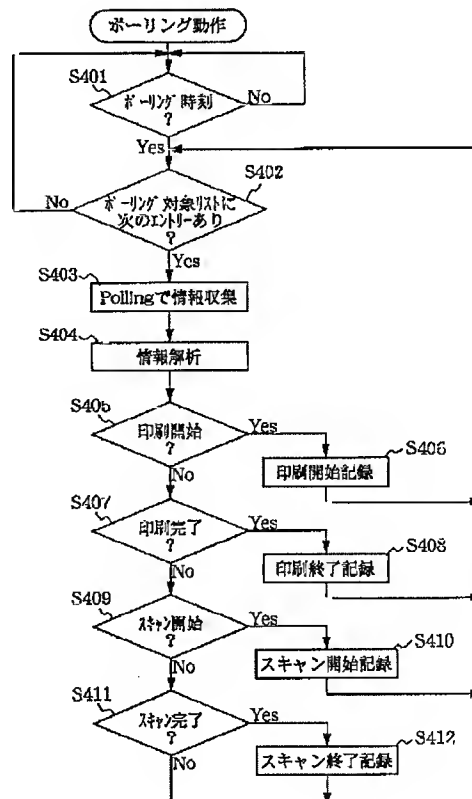 ポーリング動作
S401
ポーリング時刻
?
No
Yes
S402
ポーリング対象リストに
次のエントリーあり
?
No
Yes
S403
Pollingで情報収集
S404
情報解析
S405
印刷開始
?
Yes
S406
印刷開始記録
No
S407
印刷完了
?
Yes
S408
印刷終了記録
No
S409
スキャン開始
?
Yes
S410
スキャン開始記録
No
S411
スキャン完了
?
Yes
S412
スキャン終了記録
No